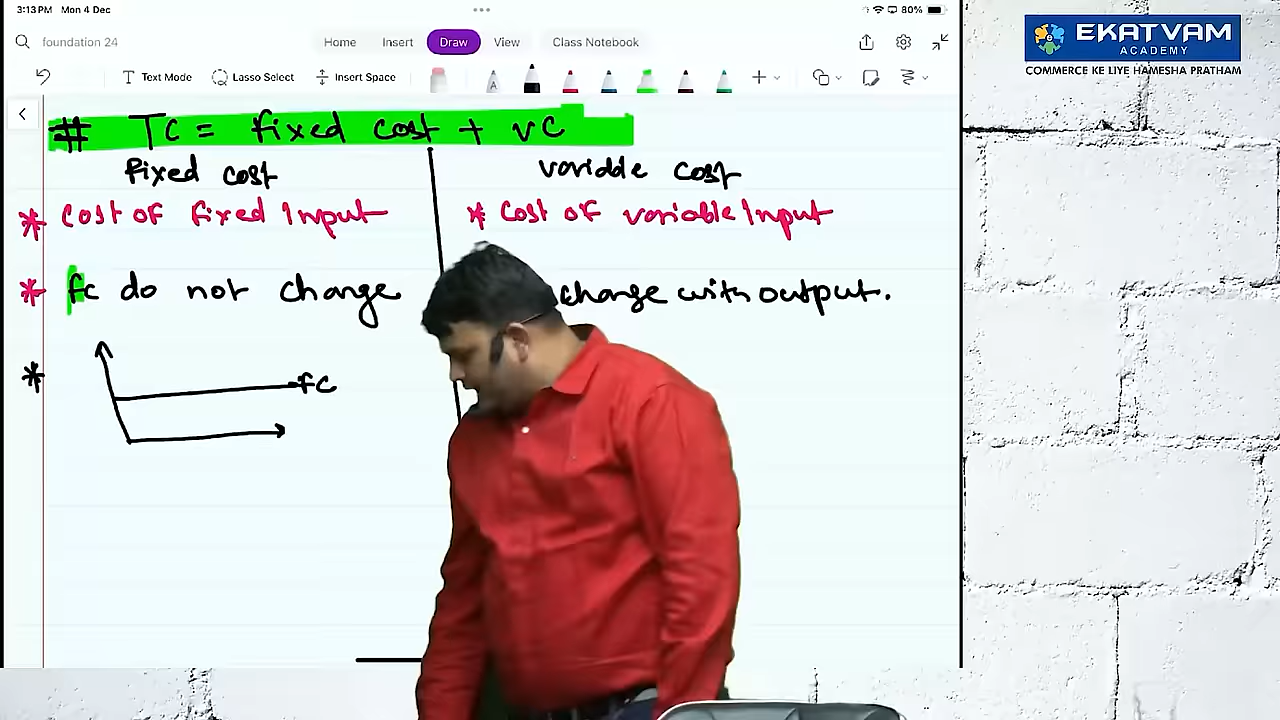 3:13 PM Mon 4 Dec
80%
foundation 24
Home Insert Draw View Class Notebook
Text Mode Lasso Select Insert Space
# TC = fixed cost + VC
fixed cost
* cost of fixed Input
* fc do not change
* fc
variable cost
* cost of variable Input
change with output.
EKATVAM
ACADEMY
COMMERCE KE LIYE HAMESHA PRATHAM